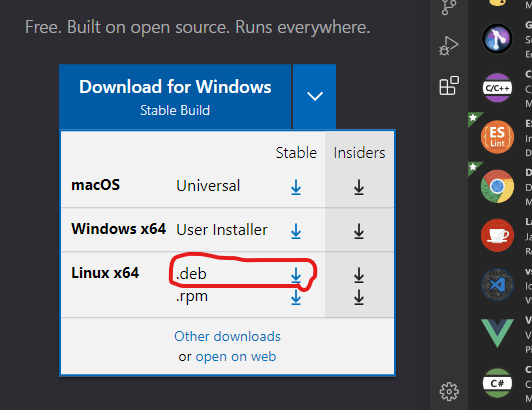 Free. Built on open source. Runs everywhere.
Download for Windows
Stable Build
Stable Insiders
macOS Universal
Windows x64 User Installer
Linux x64 .deb
.rpm
Other downloads
or open on web
C/C++
ES
Lint
C#